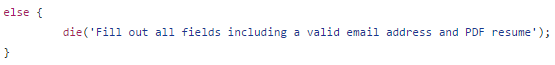 else {
die('Fill out all fields including a valid email address and PDF resume');
}